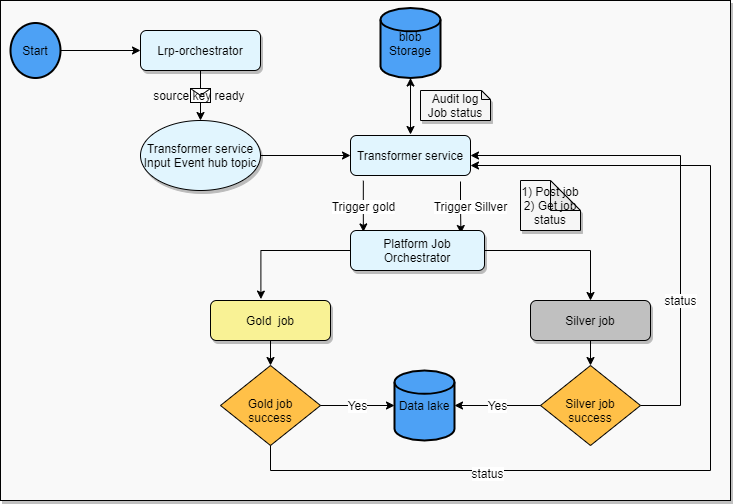 Start
Lrp-orchestrator
blob
Storage
source key ready
Audit log
Job status
Transformer service
Input Event hub topic
Transformer service
Trigger gold
Trigger Sillver
1) Post job
2) Get job
status
Platform Job
Orchestrator
Gold job
Silver job
status
Gold job
success
Yes
Data lake
Yes
Silver job
success
status